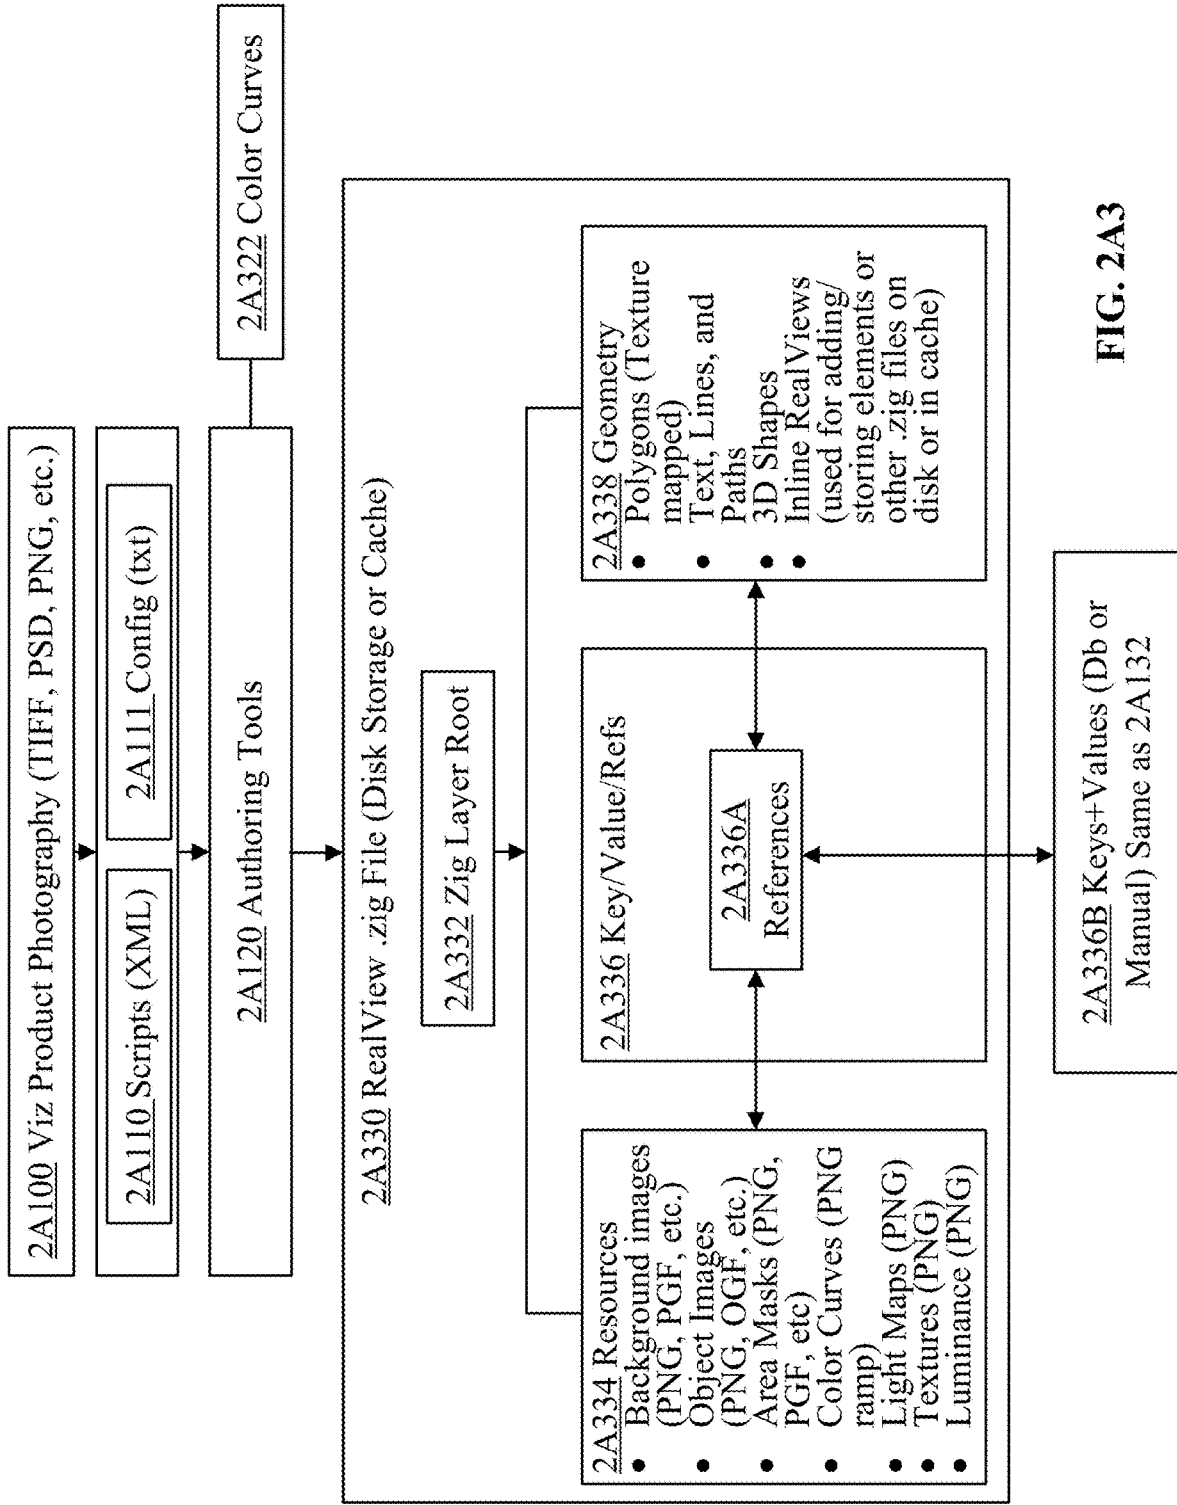 2A100 Viz Product Photography (TIFF, PSD, PNG, etc.)
2A110 Scripts (XML)
2A111 Config (txt)
2A120 Authoring Tools
2A322 Color Curves
2A330 RealView .zig File (Disk Storage or Cache)
2A332 Zig Layer Root
2A334 Resources
• Background images
(PNG, PGF, etc.)
• Object Images
(PNG, OGF, etc.)
• Area Masks (PNG,
PGF, etc)
• Color Curves (PNG
ramp)
• Light Maps (PNG)
• Textures (PNG)
• Luminance (PNG)
2A336 Key/Value/Refs
2A336A
References
2A338 Geometry
• Polygons (Texture
mapped)
• Text, Lines, and
Paths
• 3D Shapes
• Inline RealViews
(used for adding/
storing elements or
other .zig files on
disk or in cache)
2A336B Keys+Values (Db or
Manual) Same as 2A132
FIG. 2A3